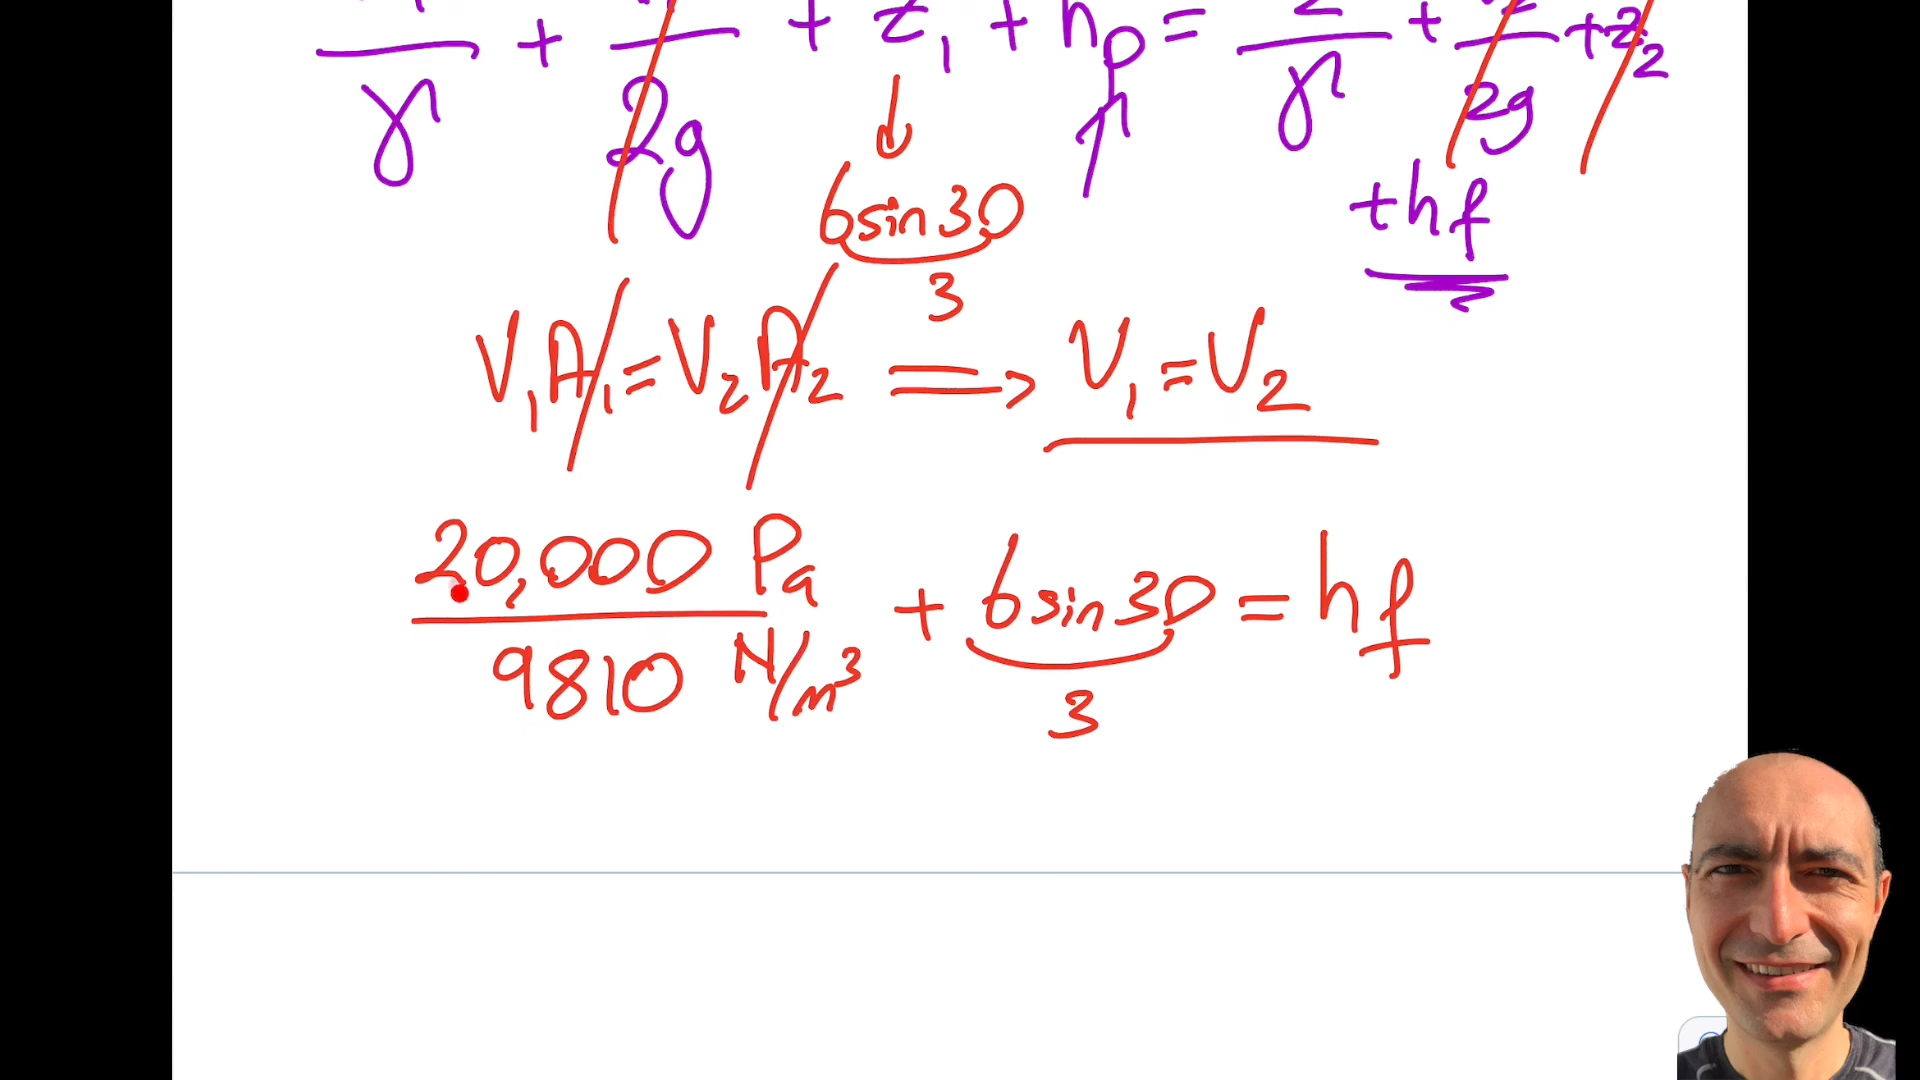 γ + 2g + z₁ + hp = 2/γ + 2g + z₂
↓
6sin30
+hf
3
V₁A₁ = V₂A₂ ⟹ V₁ = V₂
20,000 Pa
+ 6sin30 = hf
9810 N/m³
3